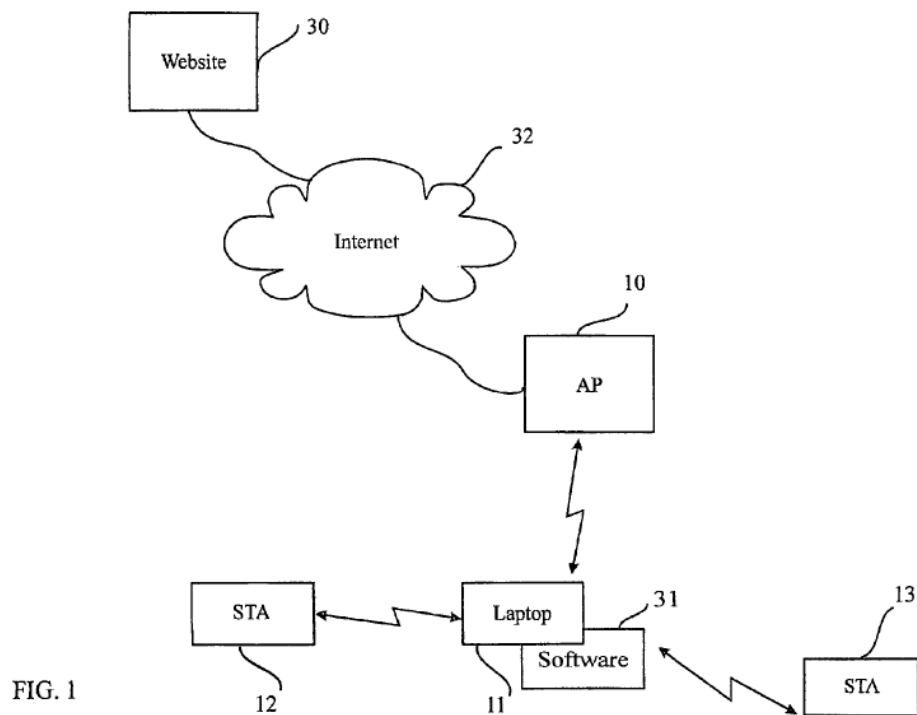 30
Website
32
Internet
10
AP
STA
Laptop
31
13
Software
STA
12
11
FIG. 1